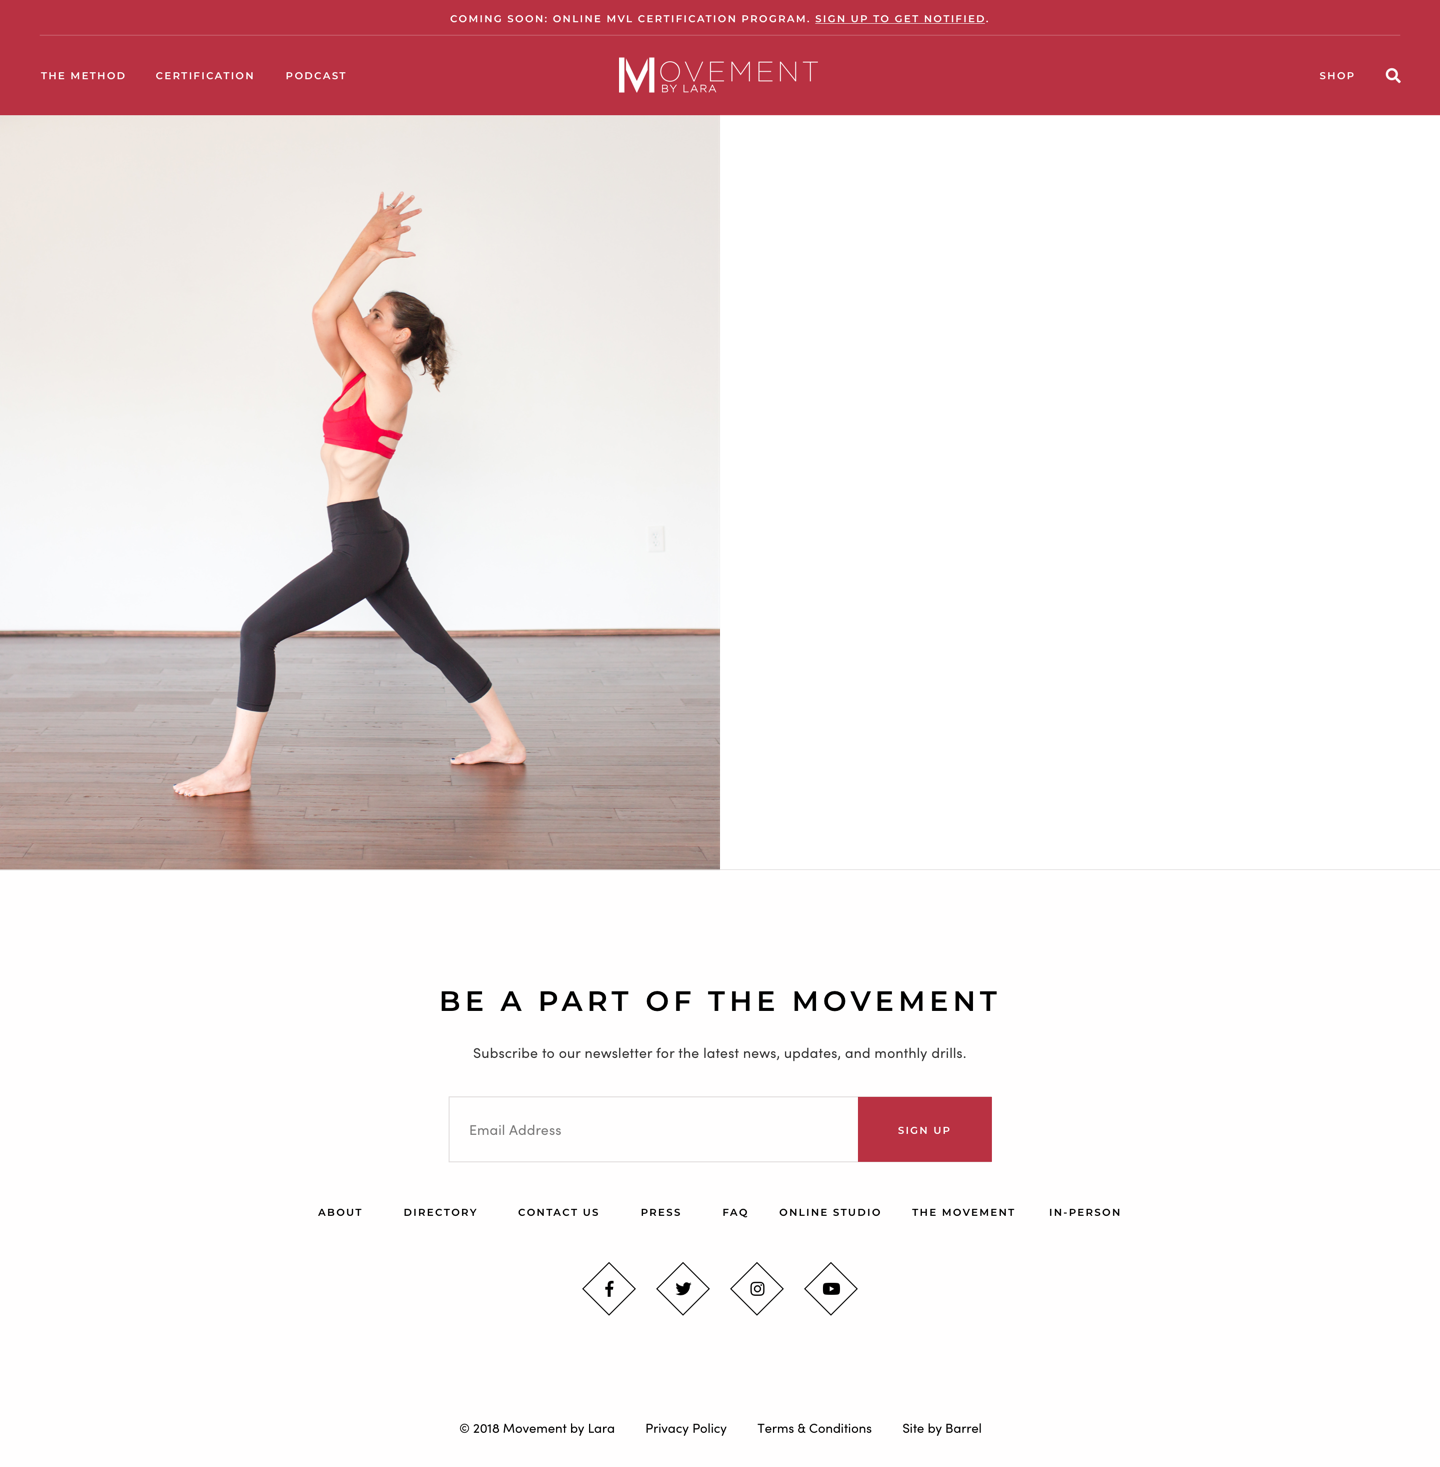 COMING SOON: ONLINE MVL CERTIFICATION PROGRAM. SIGN UP TO GET NOTIFIED.
THE METHOD CERTIFICATION PODCAST
MOVEMENT
BY LARA
SHOP
BE A PART OF THE MOVEMENT
Subscribe to our newsletter for the latest news, updates, and monthly drills.
Email Address
SIGN UP
ABOUT DIRECTORY CONTACT US PRESS FAQ ONLINE STUDIO THE MOVEMENT IN-PERSON
© 2018 Movement by Lara Privacy Policy Terms & Conditions Site by Barrel